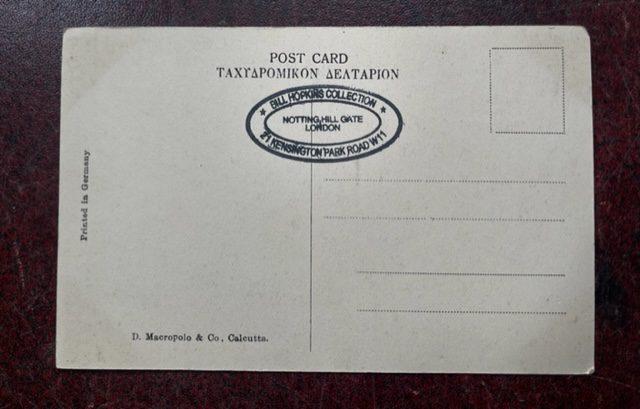 POST CARD
ΤΑΧΥΔΡΟΜΙΚΟΝ ΔΕΛΤΑΡΙΟΝ
BILL HOPKINS COLLECTION
NOTTING HILL GATE
LONDON
21 KENSINGTON PARK ROAD W11
Printed in Germany
D. Macropolo & Co, Calcutta.